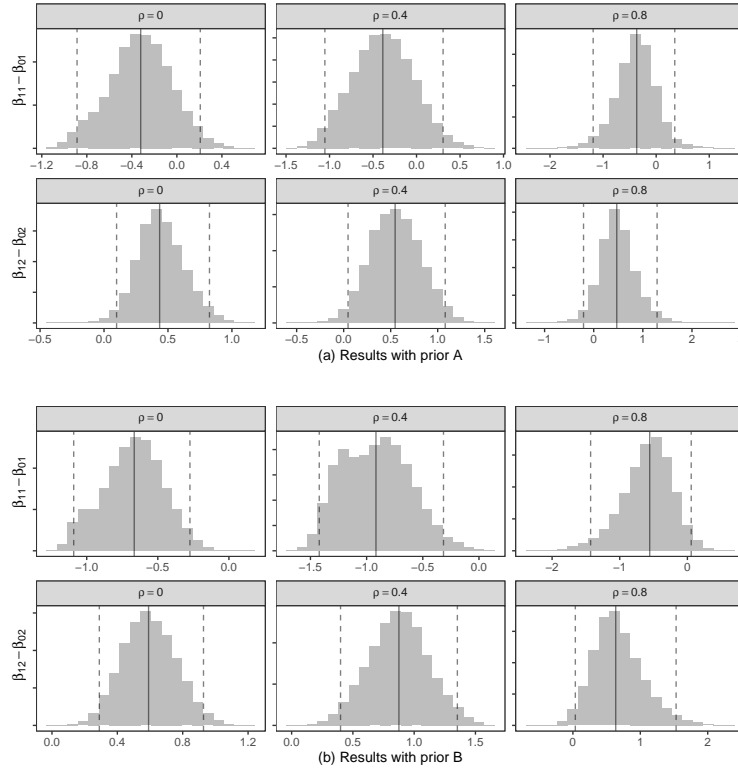 ρ = 0 ρ = 0.4 ρ = 0.8
β11 − β01
−1.2 −0.8 −0.4 0.0 0.4 −1.5 −1.0 −0.5 0.0 0.5 1.0 −2 −1 0 1
ρ = 0 ρ = 0.4 ρ = 0.8
β12 − β02
−0.5 0.0 0.5 1.0 −0.5 0.0 0.5 1.0 1.5 −1 0 1 2
(a) Results with prior A
ρ = 0 ρ = 0.4 ρ = 0.8
β11 − β01
−1.0 −0.5 0.0 −1.5 −1.0 −0.5 0.0 −2 −1 0
ρ = 0 ρ = 0.4 ρ = 0.8
β12 − β02
0.0 0.4 0.8 1.2 0.0 0.5 1.0 1.5 0 1 2
(b) Results with prior B